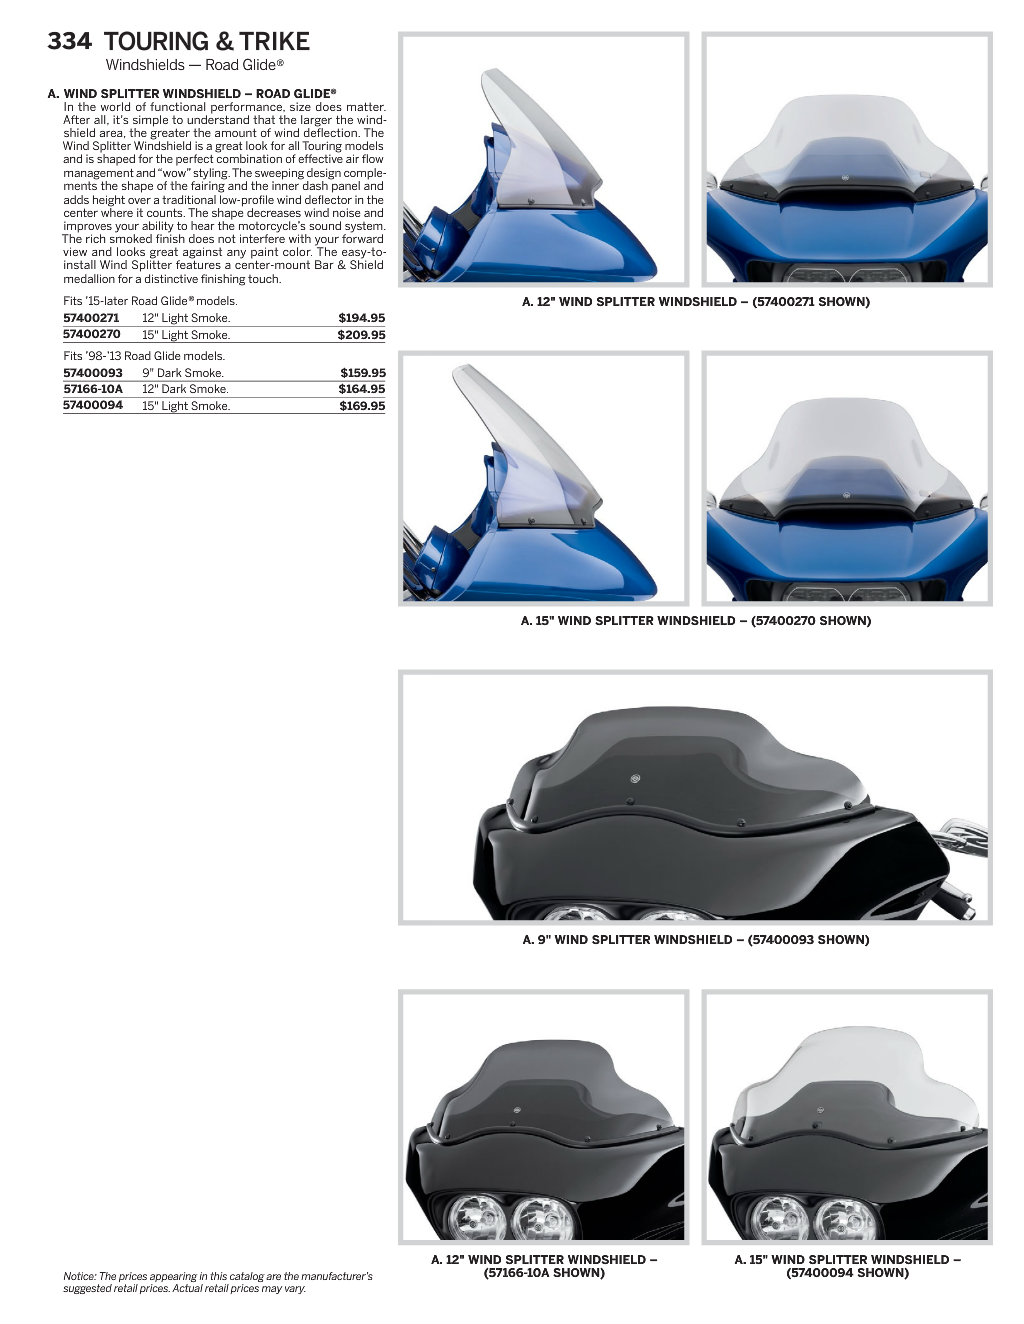 334 TOURING & TRIKE
Windshields — Road Glide®
A. WIND SPLITTER WINDSHIELD – ROAD GLIDE®
In the world of functional performance, size does matter.
After all, it's simple to understand that the larger the wind-
shield area, the greater the amount of wind deflection. The
Wind Splitter Windshield is a great look for all Touring models
and is shaped for the perfect combination of effective air flow
management and “wow” styling. The sweeping design comple-
ments the shape of the fairing and the inner dash panel and
adds height over a traditional low-profile wind deflector in the
center where it counts. The shape decreases wind noise and
improves your ability to hear the motorcycle's sound system.
The rich smoked finish does not interfere with your forward
view and looks great against any paint color. The easy-to-
install Wind Splitter features a center-mount Bar & Shield
medallion for a distinctive finishing touch.
Fits '15-later Road Glide® models.
57400271 12" Light Smoke. $194.95
57400270 15" Light Smoke. $209.95
Fits '98-'13 Road Glide models.
57400093 9" Dark Smoke. $159.95
57166-10A 12" Dark Smoke. $164.95
57400094 15" Light Smoke. $169.95
A. 12" WIND SPLITTER WINDSHIELD – (57400271 SHOWN)
A. 15" WIND SPLITTER WINDSHIELD – (57400270 SHOWN)
A. 9" WIND SPLITTER WINDSHIELD – (57400093 SHOWN)
A. 12" WIND SPLITTER WINDSHIELD –
(57166-10A SHOWN)
A. 15" WIND SPLITTER WINDSHIELD –
(57400094 SHOWN)
Notice: The prices appearing in this catalog are the manufacturer's
suggested retail prices. Actual retail prices may vary.